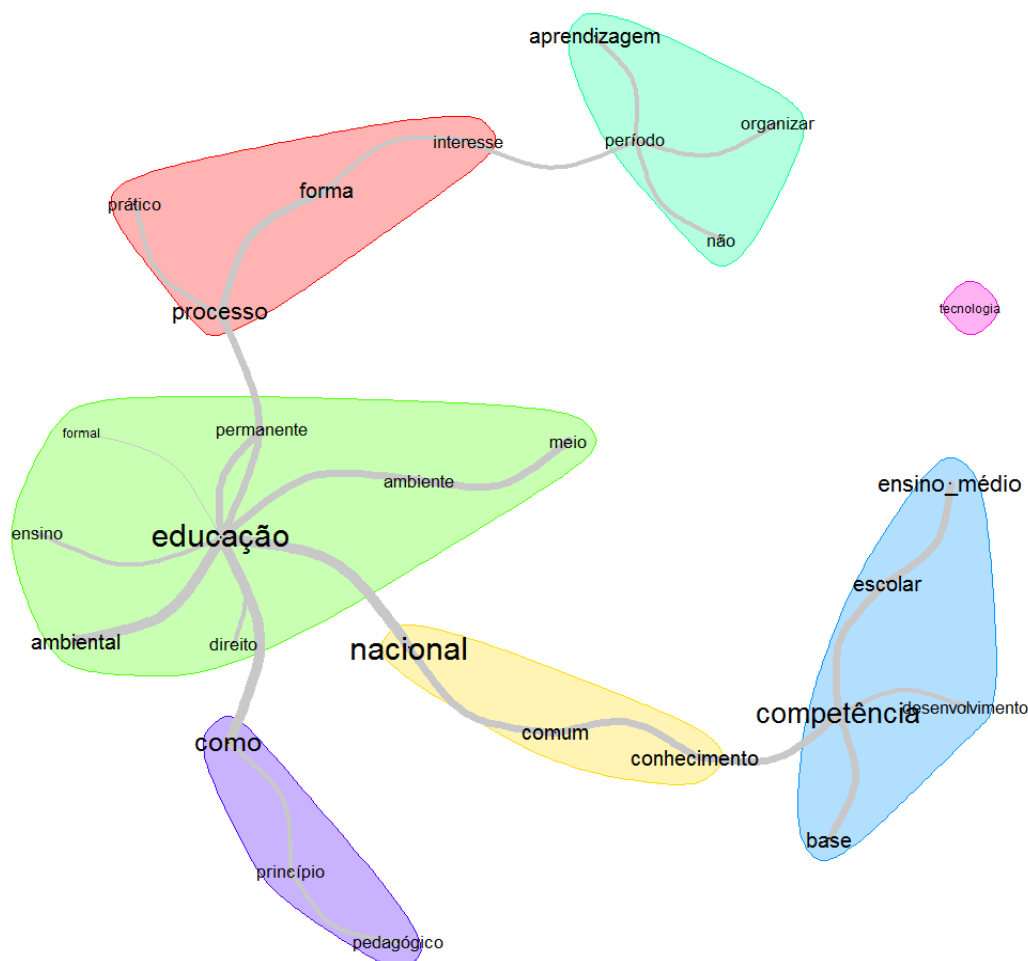 aprendizagem
organizar
interesse
período
forma
prático
não
processo
tecnologia
permanente
formal
meio
ambiente
ensino_médio
ensino
educação
escolar
ambiental
direito
nacional
desenvolvimento
competência
comum
como
conhecimento
base
princípio
pedagógico